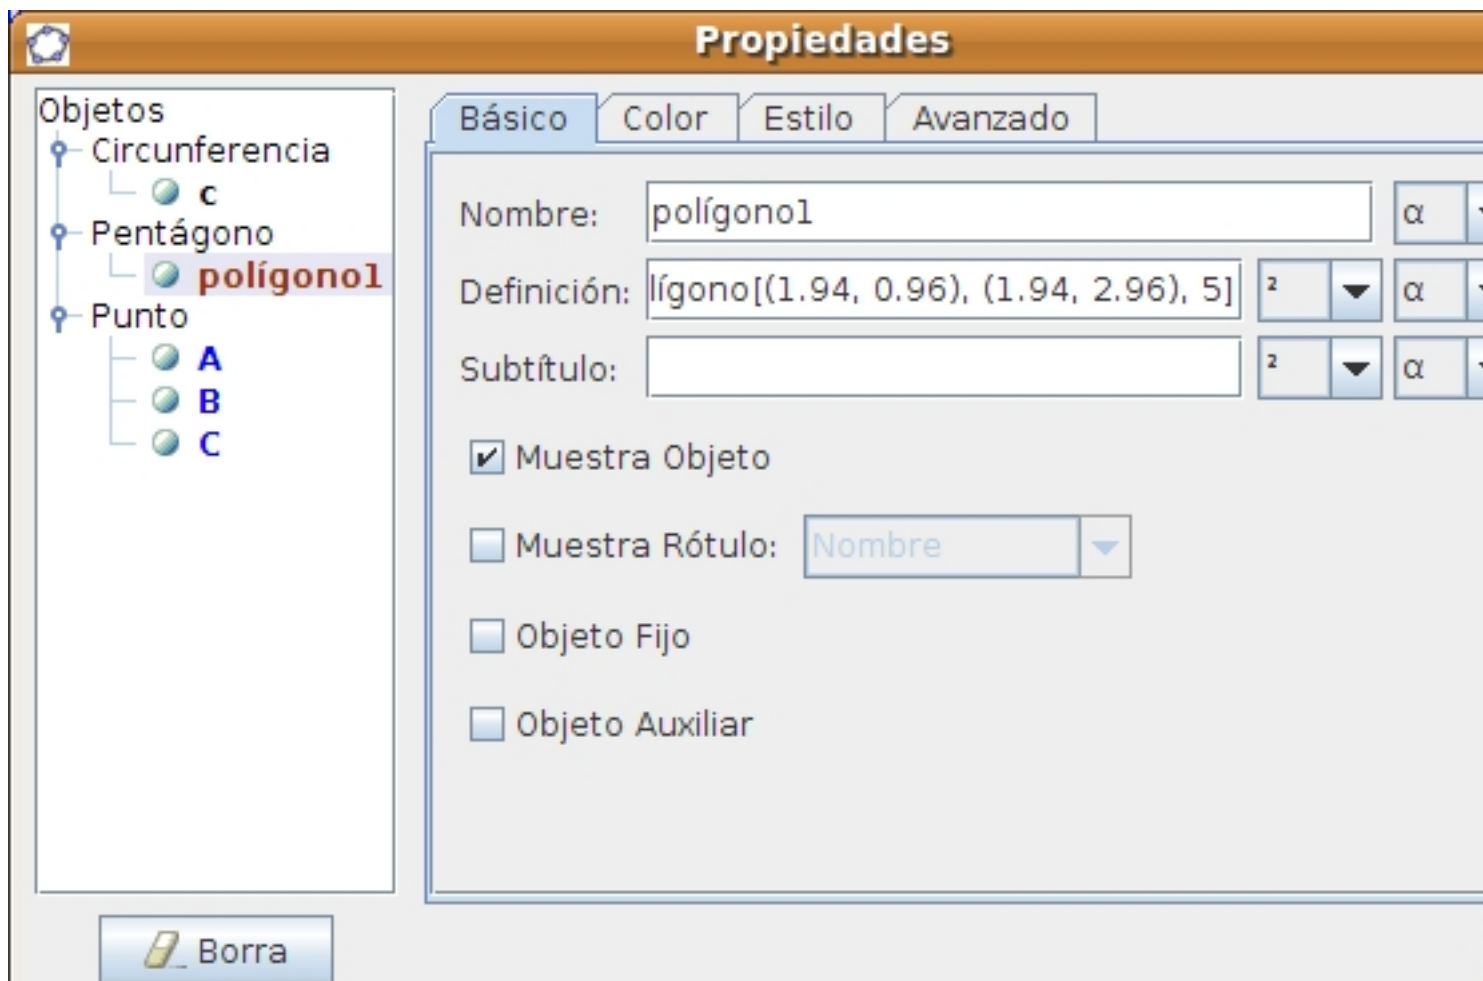 Propiedades
Objetos
Circunferencia
c
Pentágono
polígono1
Punto
A
B
C
Básico Color Estilo Avanzado
Nombre: polígono1 α
Definición: lígono[(1.94, 0.96), (1.94, 2.96), 5] ² α
Subtítulo: ² α
Muestra Objeto
Muestra Rótulo: Nombre
Objeto Fijo
Objeto Auxiliar
Borra